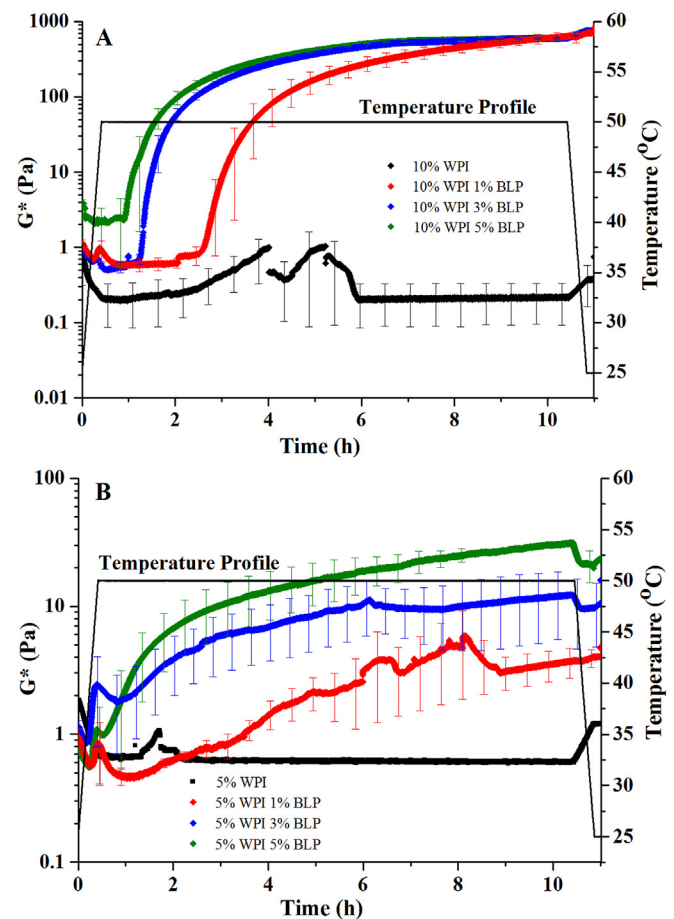 A
Temperature Profile
10% WPI
10% WPI 1% BLP
10% WPI 3% BLP
10% WPI 5% BLP
G* (Pa)
1000
100
10
1
0.1
0.01
Temperature (°C)
60
55
50
45
40
35
30
25
0 2 4 6 8 10
Time (h)
B
Temperature Profile
5% WPI
5% WPI 1% BLP
5% WPI 3% BLP
5% WPI 5% BLP
G* (Pa)
100
10
1
0.1
Temperature (°C)
60
55
50
45
40
35
30
25
0 2 4 6 8 10
Time (h)